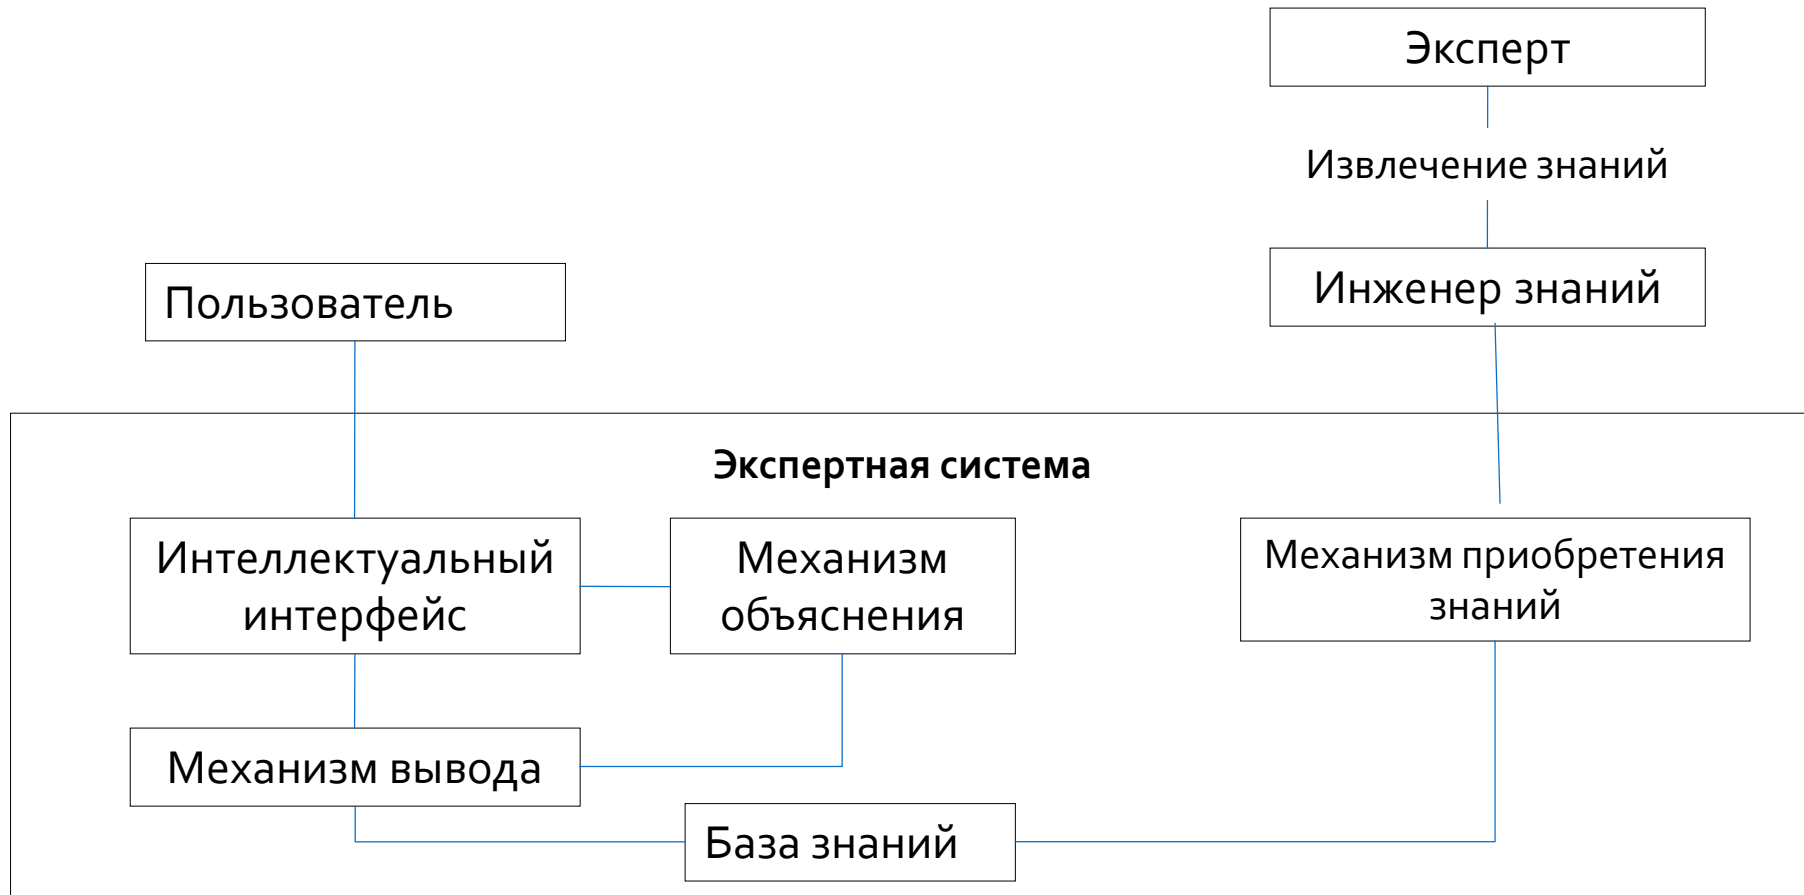 Эксперт
Извлечение знаний
Инженер знаний
Пользователь
Экспертная система
Интеллектуальный
интерфейс
Механизм
объяснения
Механизм приобретения
знаний
Механизм вывода
База знаний